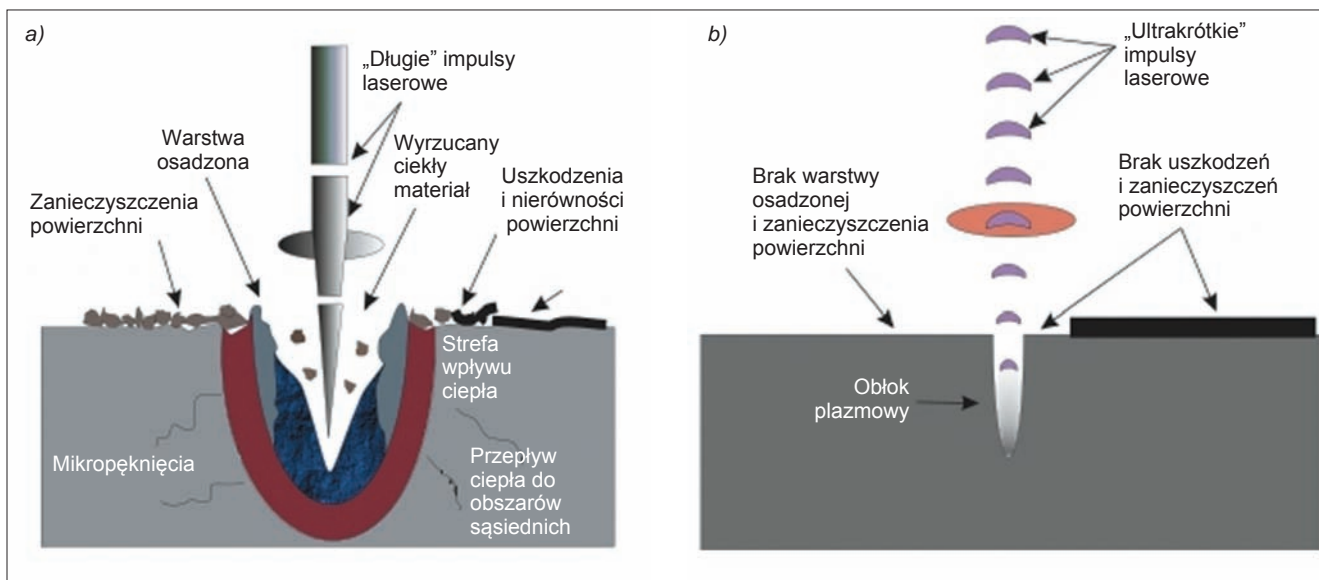 a)
„Długie” impulsy
laserowe
Warstwa
osadzona
Wyrzucany
ciekły
materiał
Zanieczyszczenia
powierzchni
Uszkodzenia
i nierówności
powierzchni
Strefa
wpływu
ciepła
Mikropęknięcia
Przepływ
ciepła do
obszarów
sąsiednich
b)
„Ultrakrótkie”
impulsy
laserowe
Brak warstwy
osadzonej
i zanieczyszczenia
powierzchni
Brak uszkodzeń
i zanieczyszczeń
powierzchni
Obłok
plazmowy